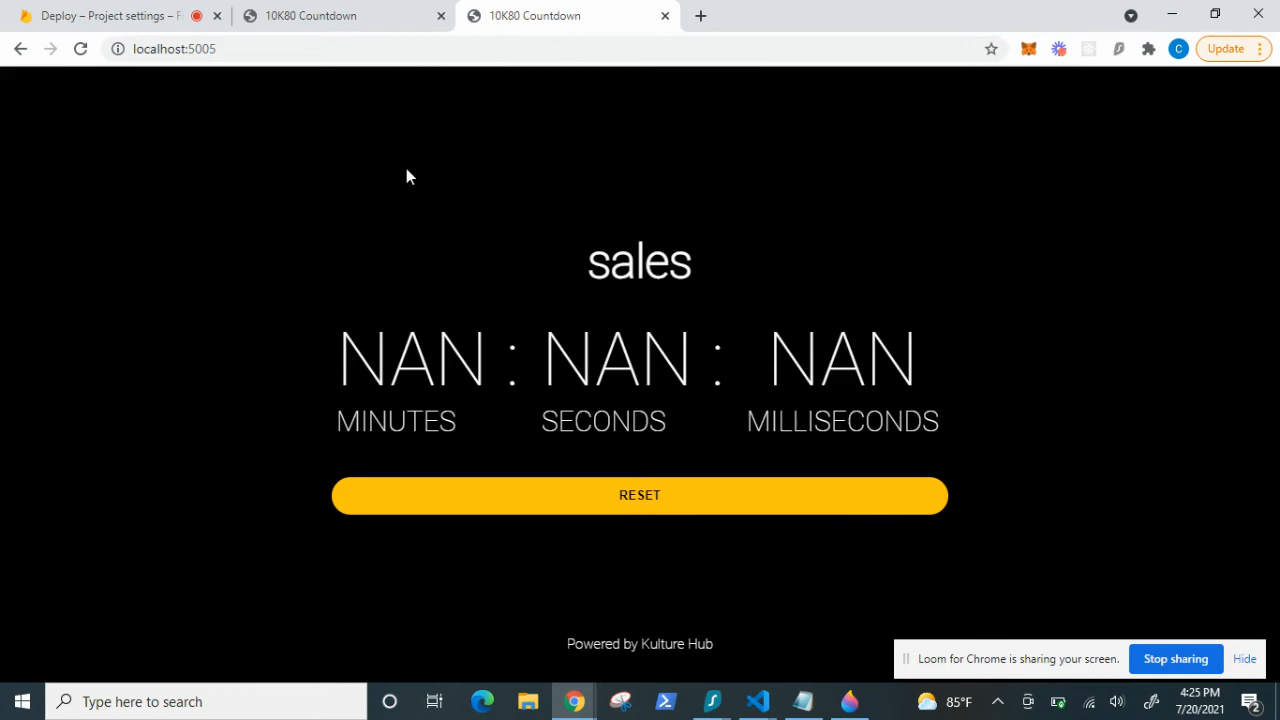 Deploy – Project settings – F
10K80 Countdown
10K80 Countdown
localhost:5005
C
Update
sales
NAN : NAN : NAN
MINUTES SECONDS MILLISECONDS
RESET
Powered by Kulture Hub
Loom for Chrome is sharing your screen.
Stop sharing
Hide
Type here to search
85°F
4:25 PM
7/20/2021
2